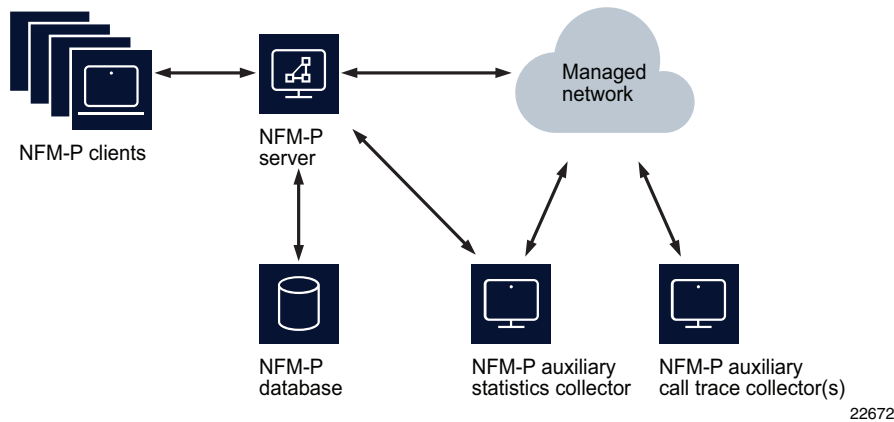 Managed
network
NFM-P clients
NFM-P
server
NFM-P
database
NFM-P auxiliary
statistics collector
NFM-P auxiliary
call trace collector(s)
22672